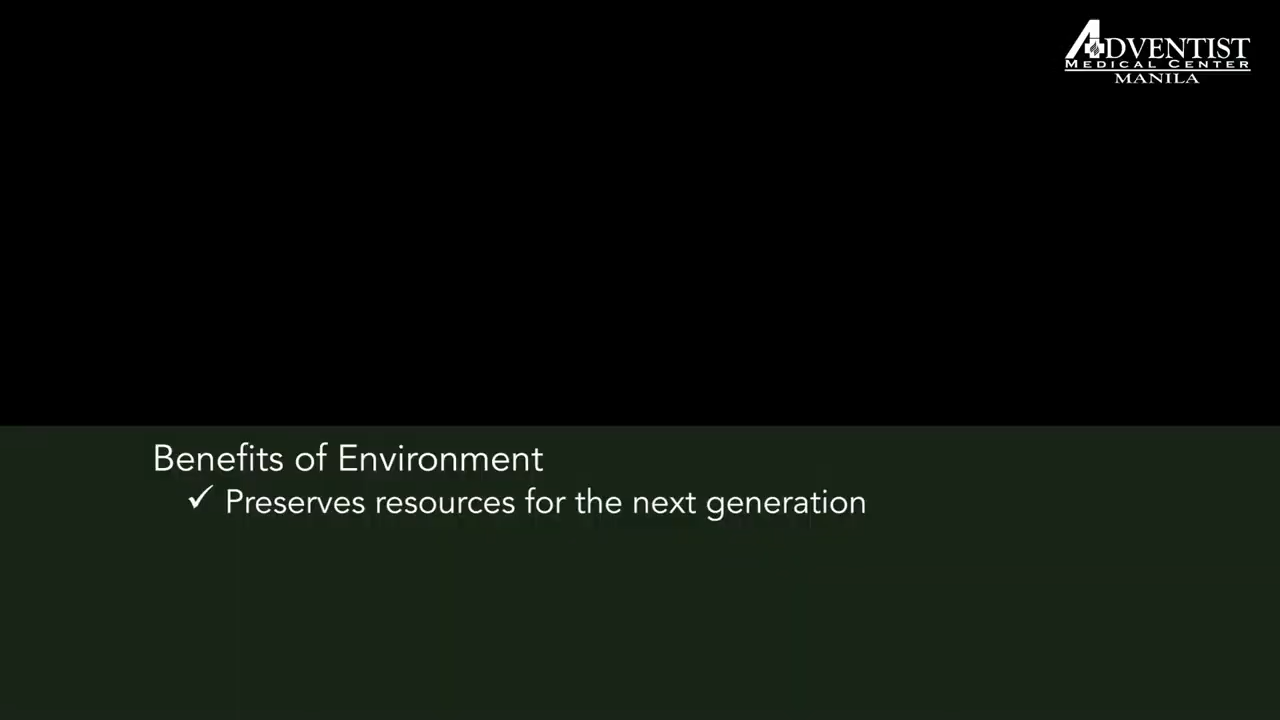 ADVENTIST
MEDICAL CENTER
MANILA
Benefits of Environment
✓ Preserves resources for the next generation